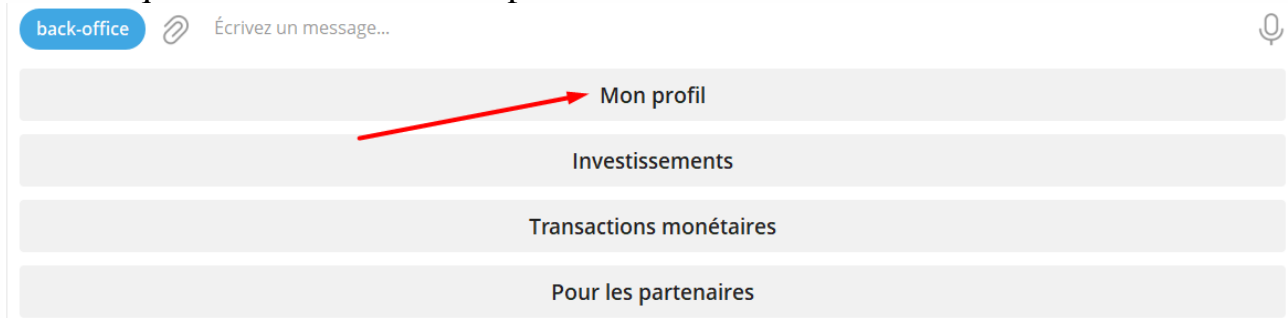 back-office
Écrivez un message...
Mon profil
Investissements
Transactions monétaires
Pour les partenaires